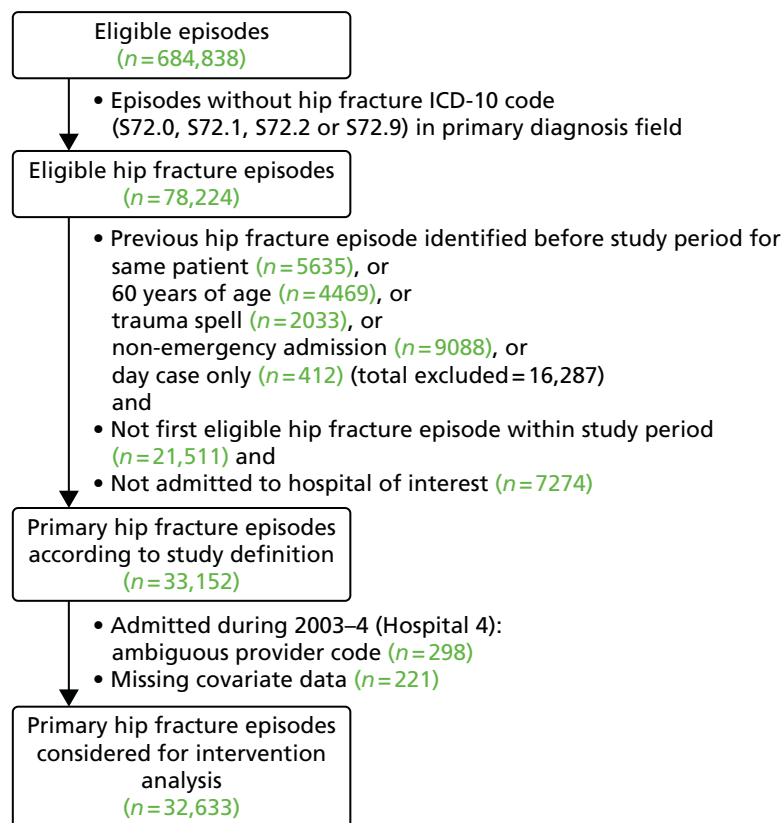 Eligible episodes
(n=684,838)
• Episodes without hip fracture ICD-10 code
(S72.0, S72.1, S72.2 or S72.9) in primary diagnosis field
Eligible hip fracture episodes
(n=78,224)
• Previous hip fracture episode identified before study period for
same patient (n=5635), or
60 years of age (n=4469), or
trauma spell (n=2033), or
non-emergency admission (n=9088), or
day case only (n=412) (total excluded=16,287)
and
• Not first eligible hip fracture episode within study period
(n=21,511) and
• Not admitted to hospital of interest (n=7274)
Primary hip fracture episodes
according to study definition
(n=33,152)
• Admitted during 2003–4 (Hospital 4):
ambiguous provider code (n=298)
• Missing covariate data (n=221)
Primary hip fracture episodes
considered for intervention
analysis
(n=32,633)